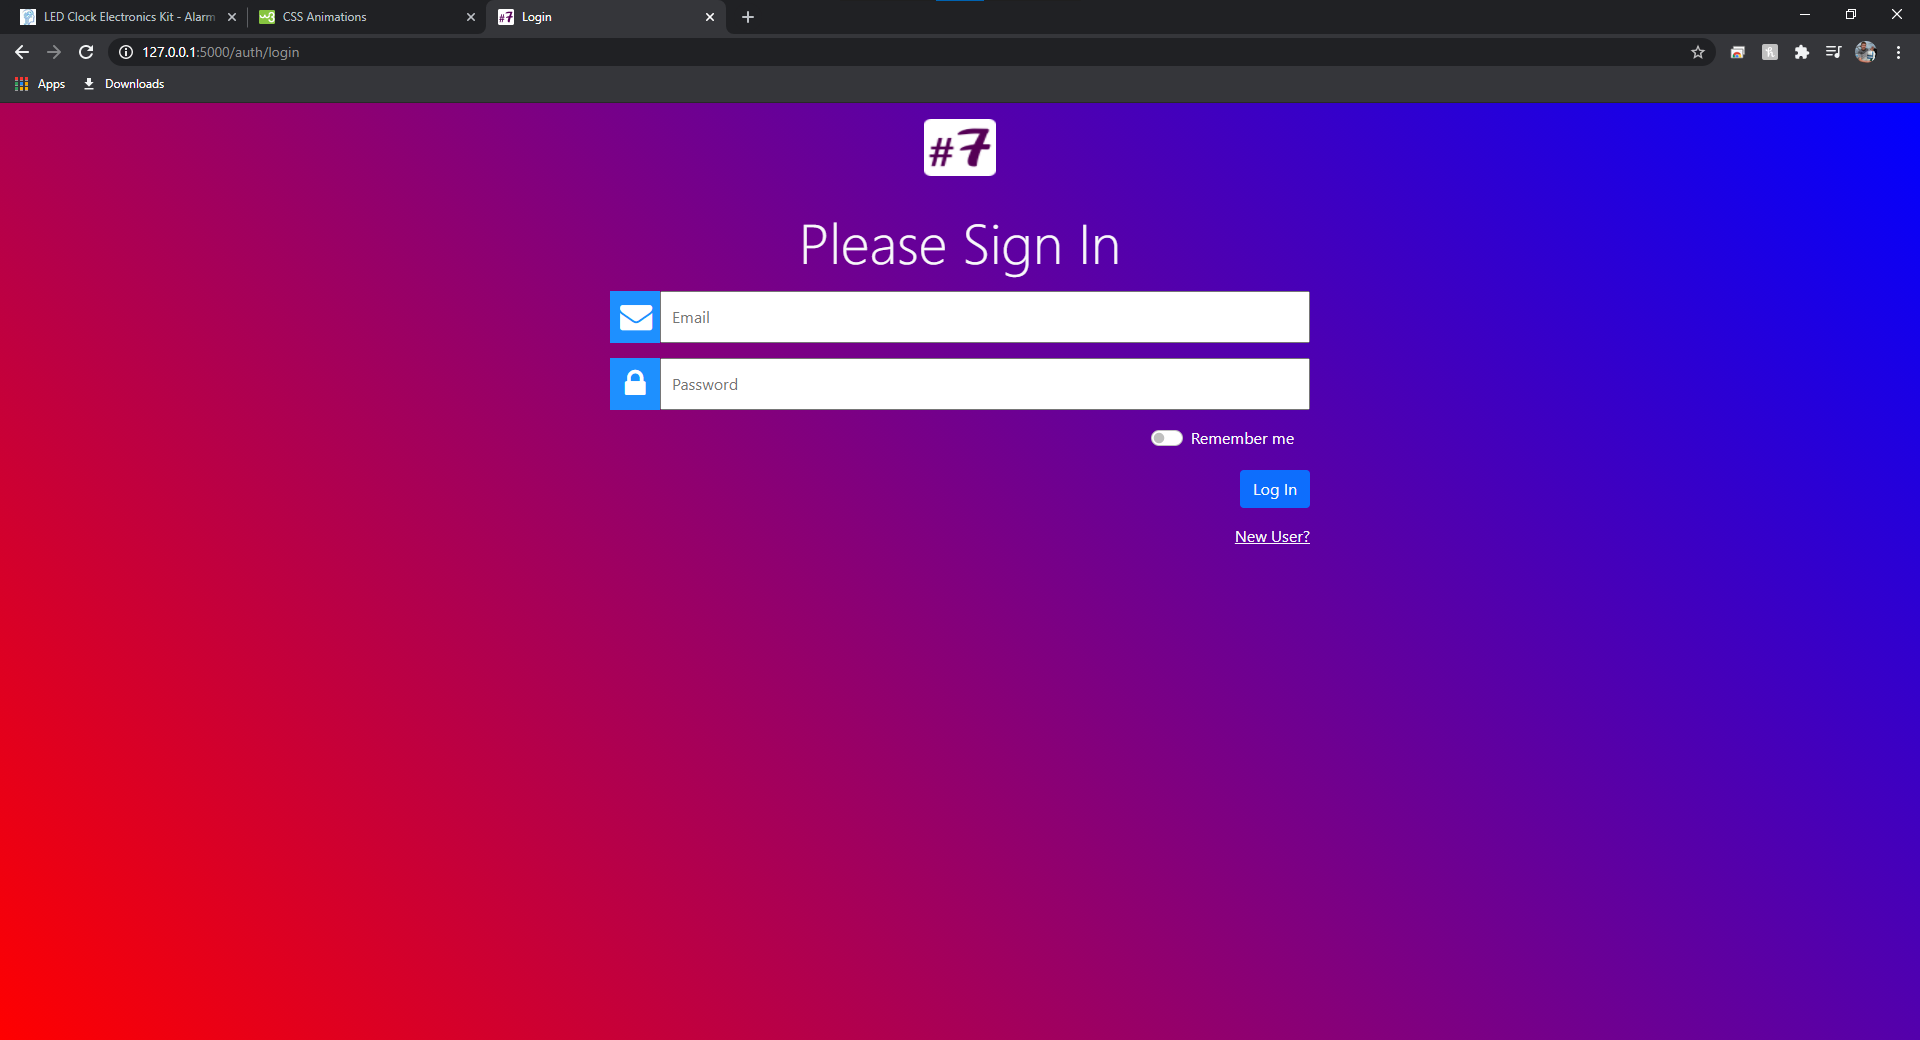 LED Clock Electronics Kit - Alarm
CSS Animations
#7 Login
127.0.0.1:5000/auth/login
Apps
Downloads
#7
Please Sign In
Email
Password
Remember me
Log In
New User?